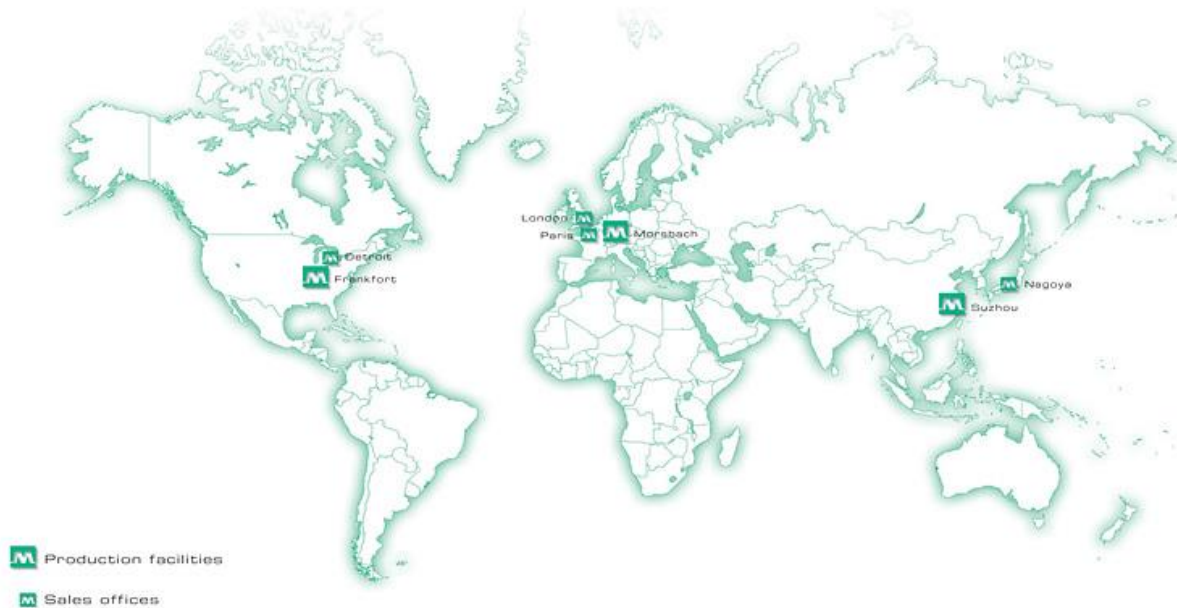 London
Paris
Morsbach
Detroit
Frankfort
Nagoya
Suzhou
Production facilities
Sales offices